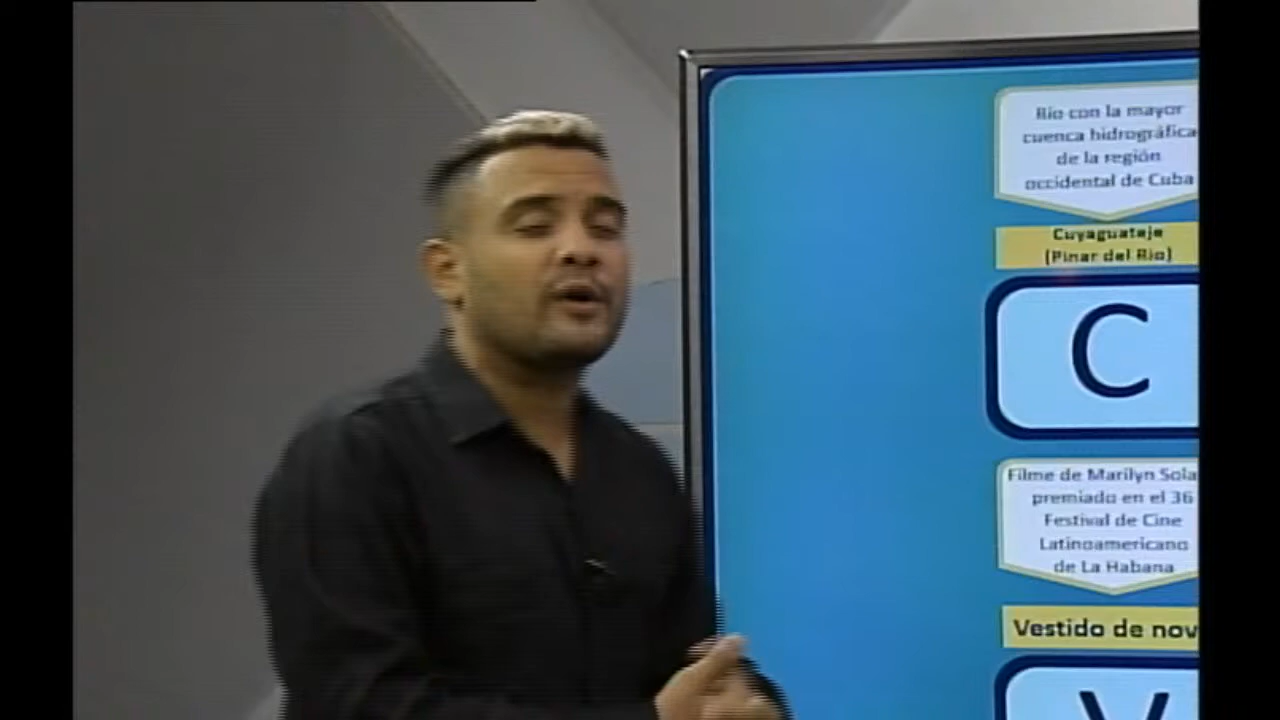 Río con la mayor
cuenca hidrográfica
de la región
occidental de Cuba
Cuyaguateje
(Pinar del Río)
C
Filme de Marilyn Sola
premiado en el 36
Festival de Cine
Latinoamericano
de La Habana
Vestido de nov
V